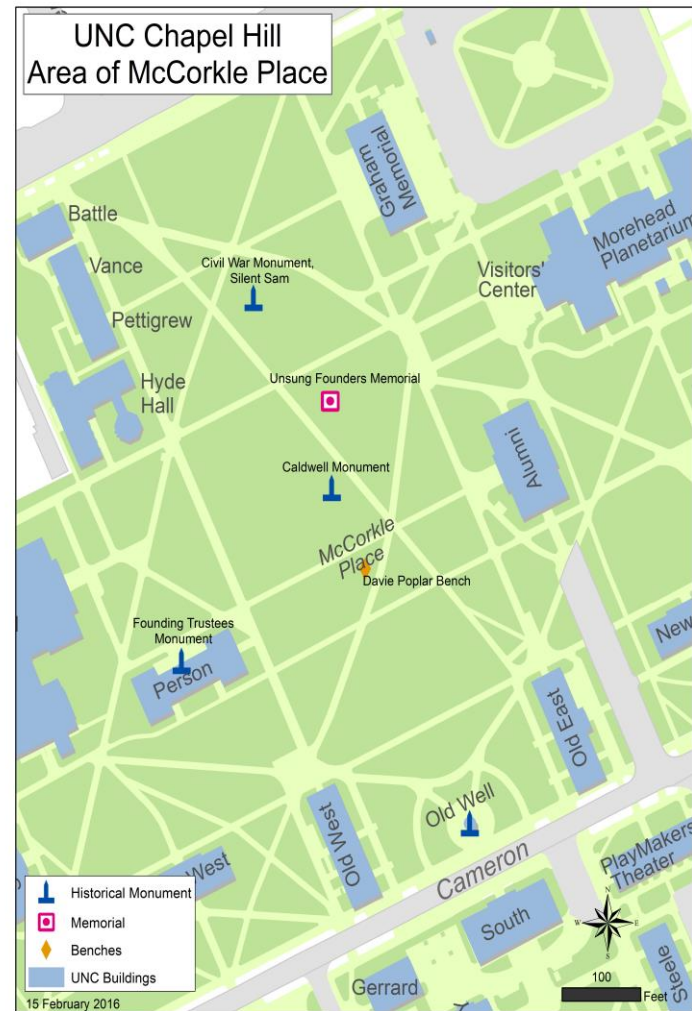 UNC Chapel Hill
Area of McCorkle Place
Graham
Memorial
Battle
Morehead
Planetarium
Vance
Civil War Monument,
Silent Sam
Visitors'
Center
Pettigrew
Unsung Founders Memorial
Hyde
Hall
Alumni
Caldwell Monument
McCorkle
Place
Davie Poplar Bench
Founding Trustees
Monument
New
Person
Old East
Old Well
Old West
Cameron
PlayMakers
Theater
West
Historical Monument
Memorial
Benches
UNC Buildings
South
N
W
E
S
Steele
Gerrard
100
Feet
15 February 2016